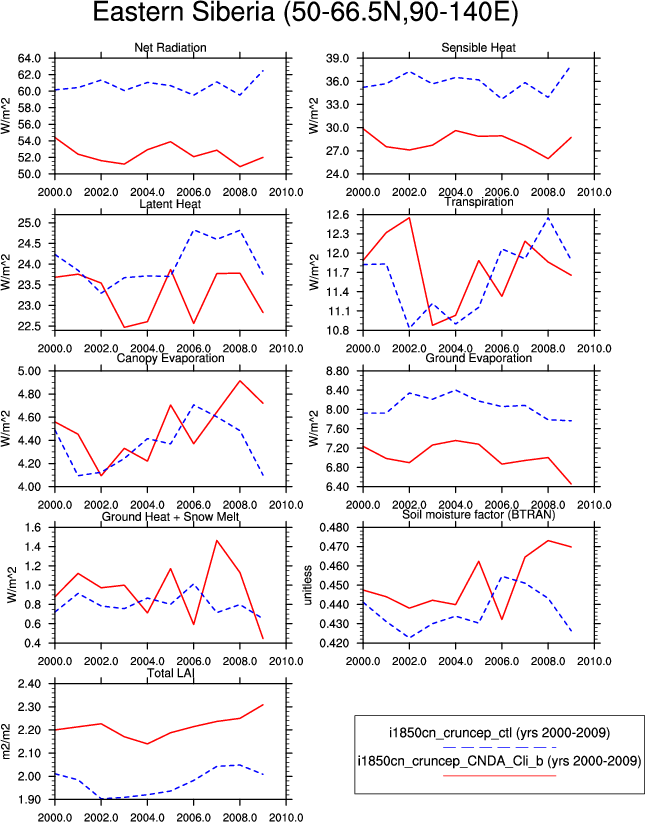 Eastern Siberia (50-66.5N,90-140E)
Net Radiation
Sensible Heat
64.0
62.0
60.0
58.0
56.0
54.0
52.0
50.0
W/m^2
39.0
36.0
33.0
30.0
27.0
24.0
W/m^2
2000.0 2002.0 2004.0 2006.0 2008.0 2010.0
2000.0 2002.0 2004.0 2006.0 2008.0 2010.0
Latent Heat
Transpiration
25.0
24.5
24.0
23.5
23.0
22.5
W/m^2
12.6
12.0
11.7
11.4
11.1
10.8
W/m^2
2000.0 2002.0 2004.0 2006.0 2008.0 2010.0
2000.0 2002.0 2004.0 2006.0 2008.0 2010.0
Canopy Evaporation
Ground Evaporation
5.00
4.80
4.60
4.40
4.20
4.00
W/m^2
8.80
8.40
8.00
7.60
7.20
6.80
6.40
W/m^2
2000.0 2002.0 2004.0 2006.0 2008.0 2010.0
2000.0 2002.0 2004.0 2006.0 2008.0 2010.0
Ground Heat + Snow Melt
Soil moisture factor (BTRAN)
1.6
1.4
1.2
1.0
0.8
0.6
0.4
W/m^2
0.480
0.470
0.460
0.450
0.440
0.430
0.420
unitless
2000.0 2002.0 2004.0 2006.0 2008.0 2010.0
2000.0 2002.0 2004.0 2006.0 2008.0 2010.0
Total LAI
2.40
2.30
2.20
2.10
2.00
1.90
m2/m2
2000.0 2002.0 2004.0 2006.0 2008.0 2010.0
i1850cn_cruncep_ctl (yrs 2000-2009)
i1850cn_cruncep_CNDA_Cli_b (yrs 2000-2009)